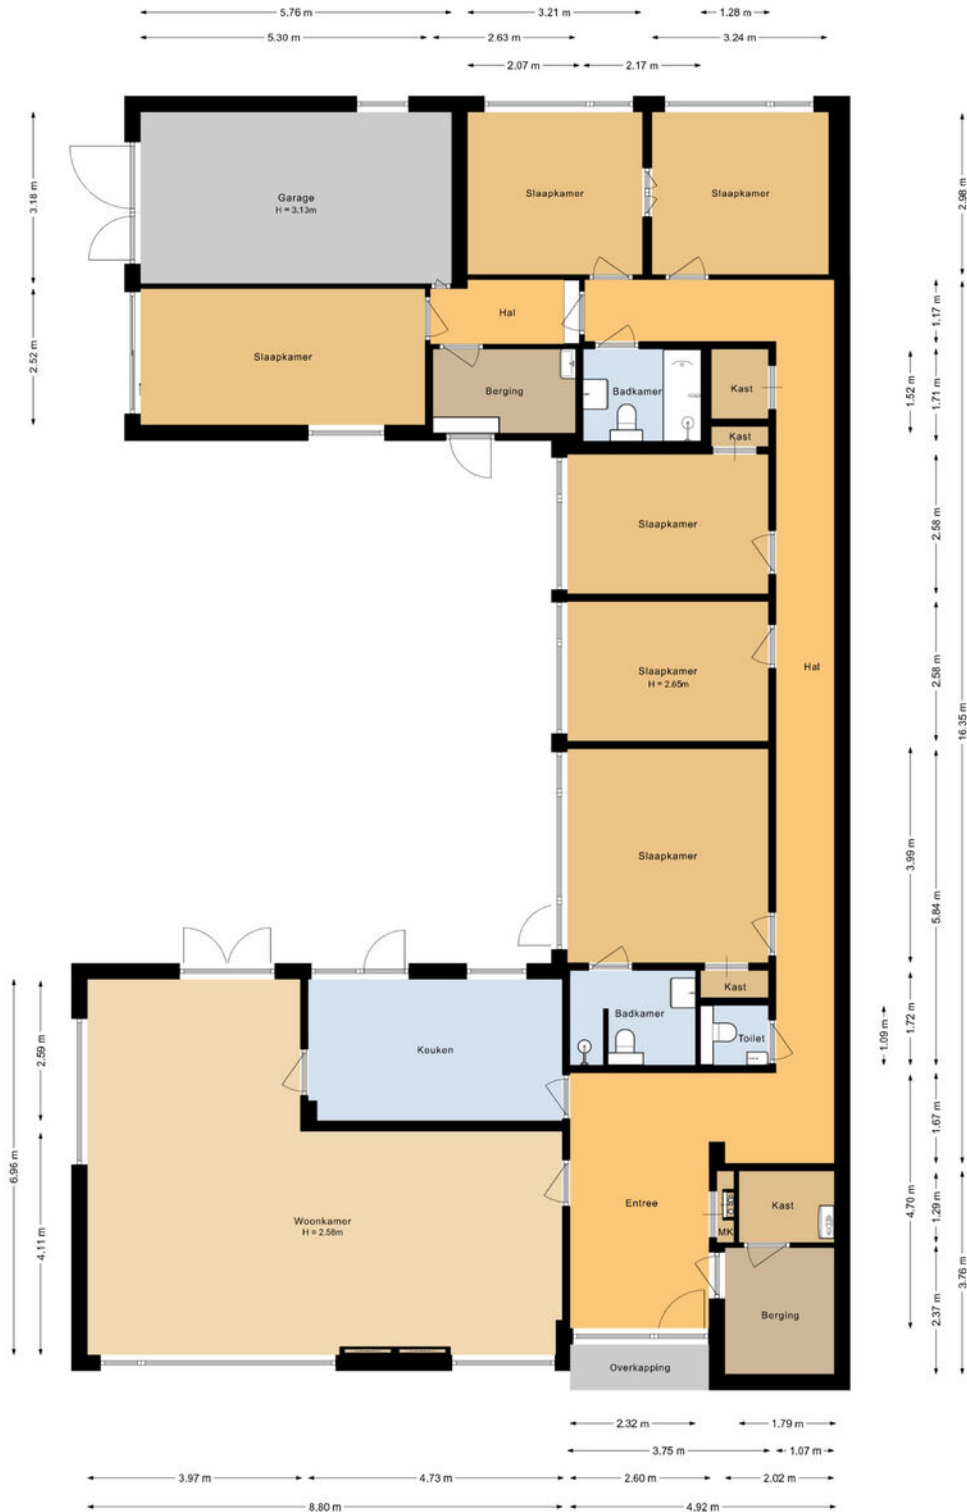 5.76 m
3.21 m
1.28 m
5.30 m
2.63 m
3.24 m
2.07 m
2.17 m
3.18 m
2.98 m
Garage
H = 3.13m
Slaapkamer
Slaapkamer
2.52 m
1.17 m
Hal
Slaapkamer
1.52 m
1.71 m
Berging
Badkamer
Kast
Kast
Slaapkamer
2.58 m
Slaapkamer
H = 2.65m
Hal
2.58 m
16.35 m
Slaapkamer
3.99 m
5.84 m
Kast
Badkamer
Toilet
1.72 m
1.09 m
Keuken
2.59 m
1.67 m
6.96 m
4.11 m
4.70 m
Woonkamer
H = 2.58m
Entree
Kast
MK
1.29 m
3.76 m
2.37 m
Berging
Overkapping
2.32 m
1.79 m
3.75 m
1.07 m
3.97 m
4.73 m
2.60 m
2.02 m
8.80 m
4.92 m